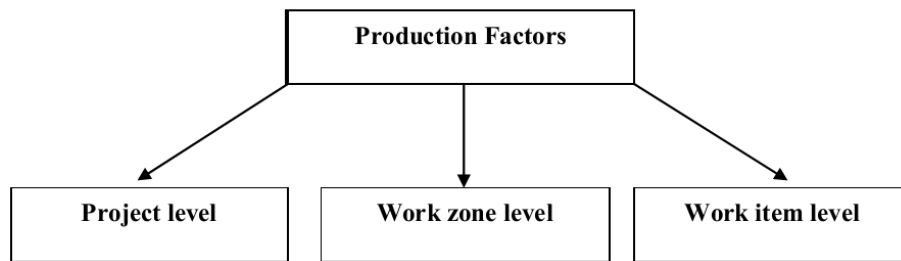 Production Factors
Project level
Work zone level
Work item level